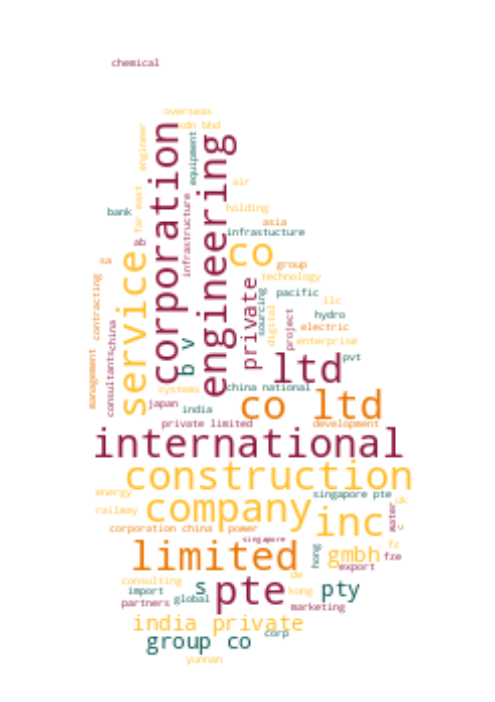 chemical
overseas
sdn bhd
engineer
corporation
equipment
engineering
air
far east
bank
holding
asia
infrastucture
infrastructure
ab
co
group
sa
service
technology
pacific
llc
contracting
private
sourcing
digital
hydro
project
electric
china
enterprise
b v
management
consultants
ltd
pvt
systems
china national
japan
india
co ltd
private limited
development
international
construction
energy
singapore pte
uk
railway
company
inc
water
corporation china
power
c
singapore
limited
hong
gmbh
fz
fze
export
consulting
de
import
s
pte
kong
pty
partners
global
marketing
india private
group co
corp
yunnan